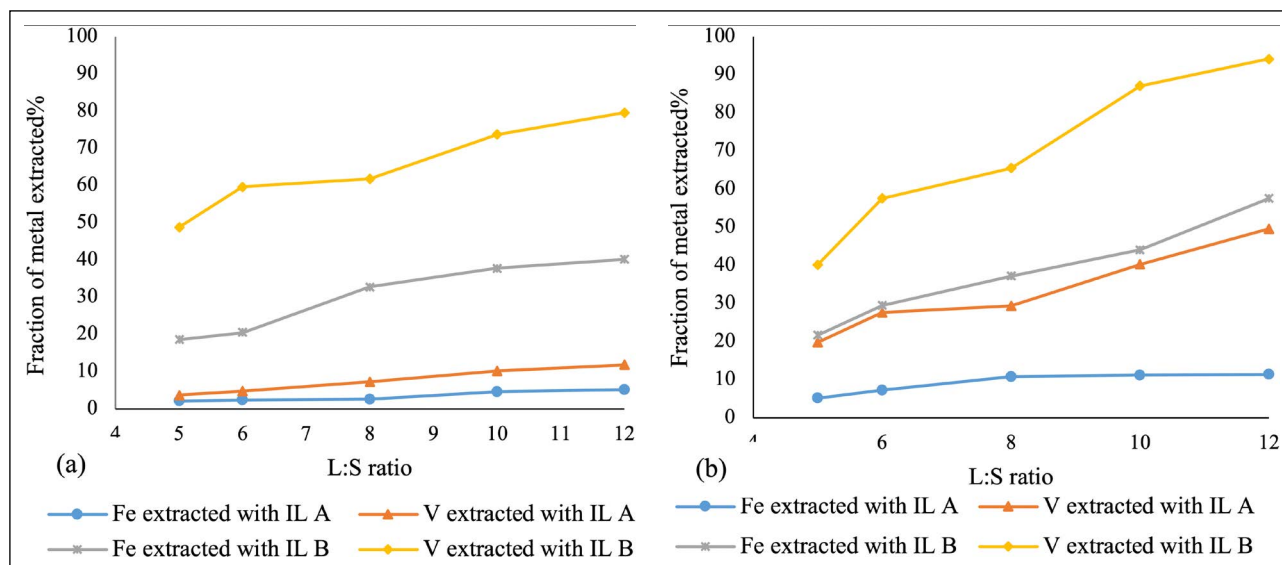 100
90
80
70
60
50
40
30
20
10
0
Fraction of metal extracted%
4 5 6 7 8 9 10 11 12
(a)
L:S ratio
Fe extracted with IL A
V extracted with IL A
Fe extracted with IL B
V extracted with IL B
100
90
80
70
60
50
40
30
20
10
0
Fraction of metal extracted%
4 6 8 10 12
(b)
L:S ratio
Fe extracted with IL A
V extracted with IL A
Fe extracted with IL B
V extracted with IL B